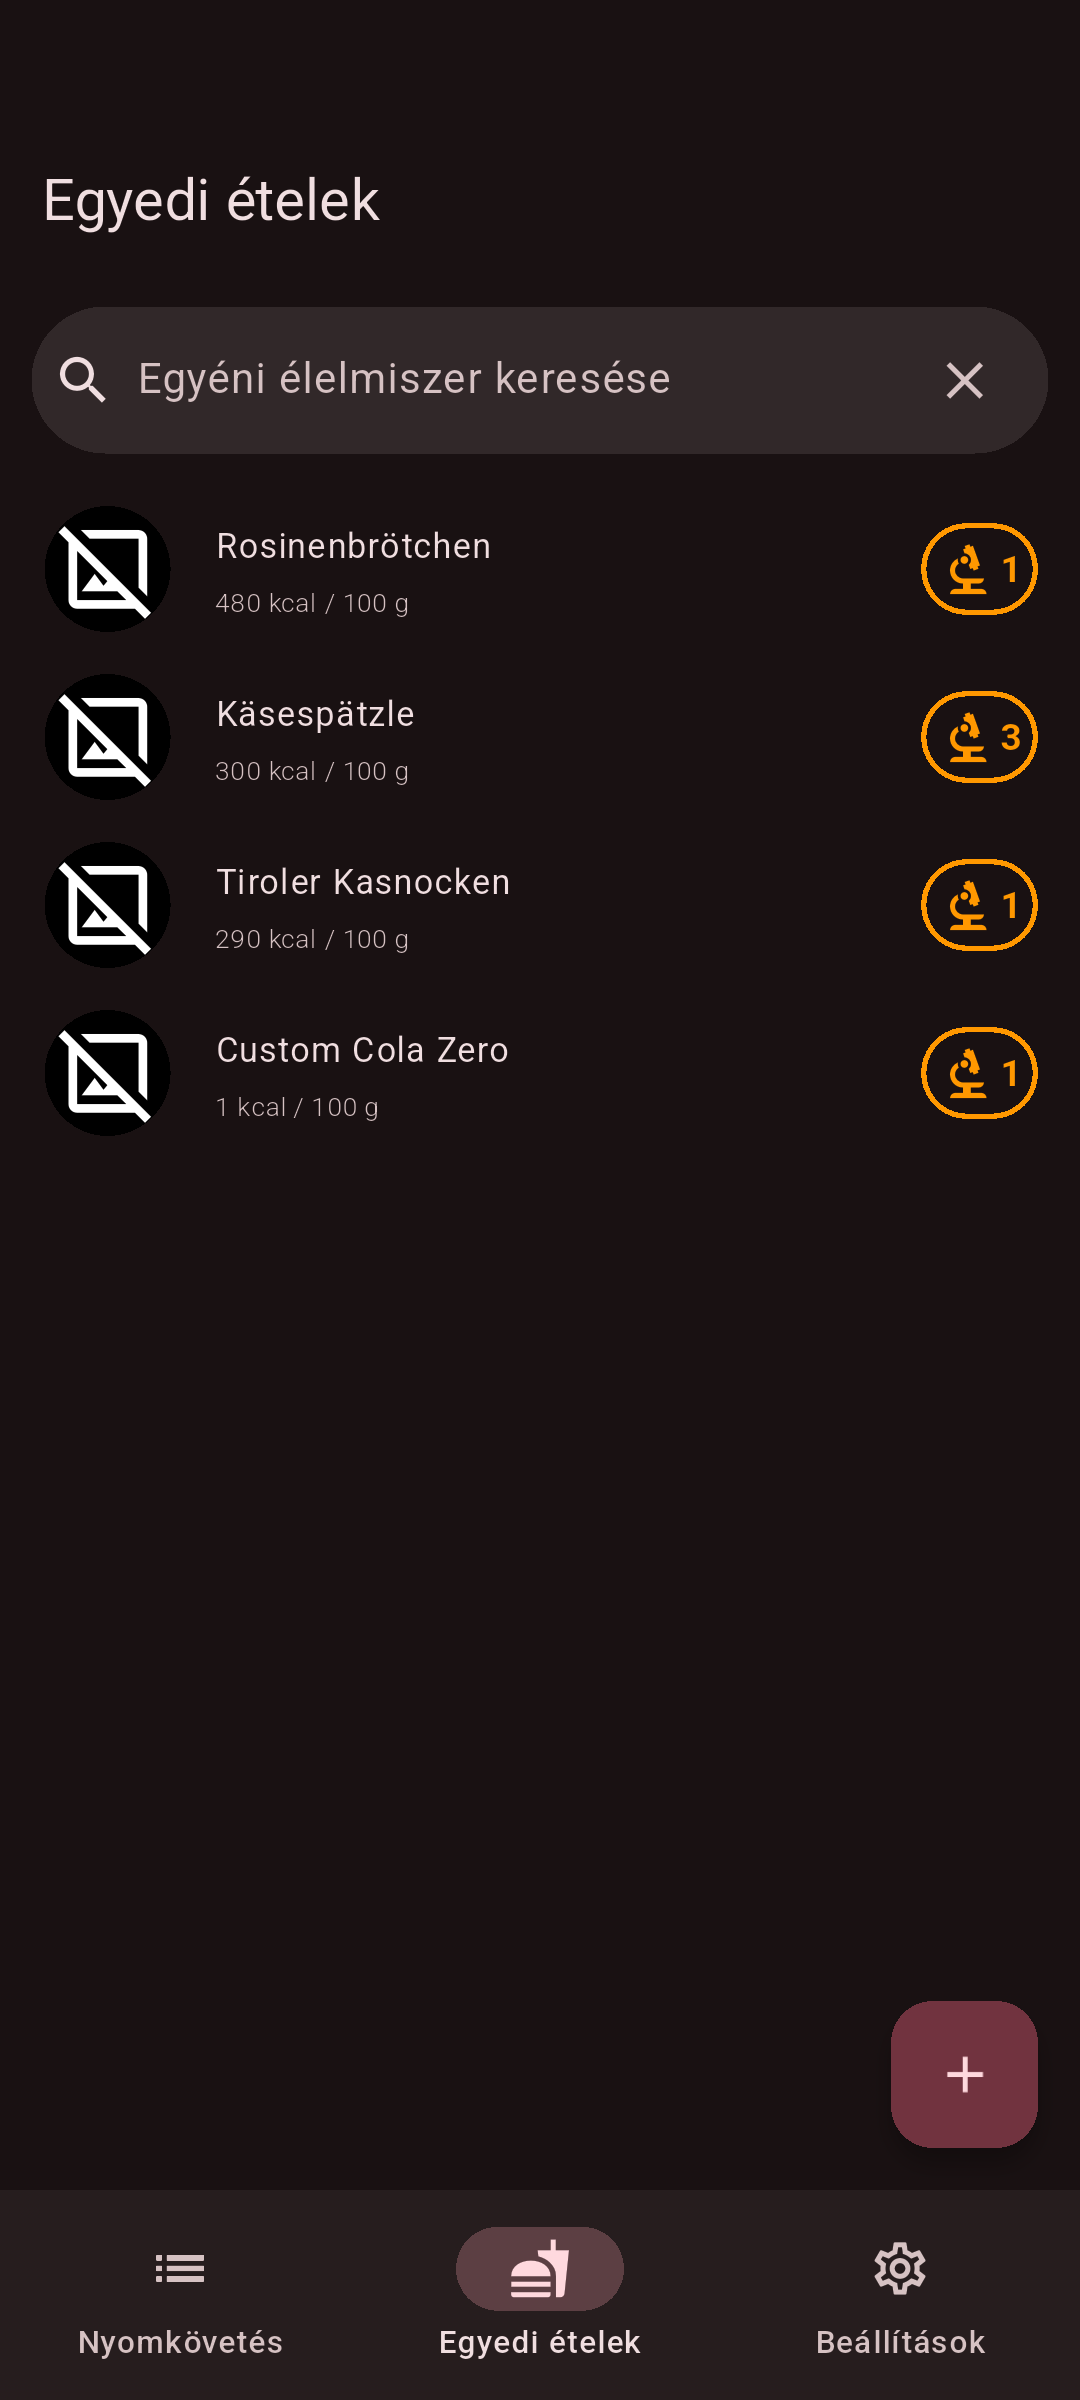 Egyedi ételek
Egyéni élelmiszer keresése
Rosinenbrötchen
480 kcal / 100 g
1
Käsespätzle
300 kcal / 100 g
3
Tiroler Kasnocken
290 kcal / 100 g
1
Custom Cola Zero
1 kcal / 100 g
1
Nyomkövetés
Egyedi ételek
Beállítások